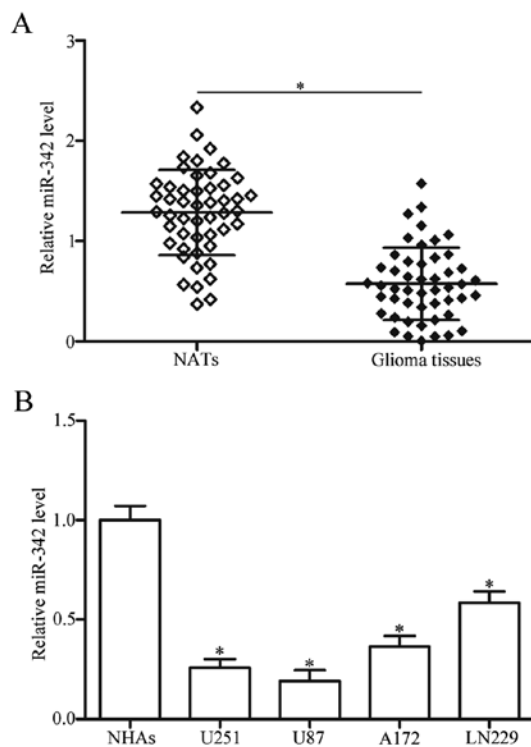 A
Relative miR-342 level
3
2
1
0
*
NATs Glioma tissues
B
Relative miR-342 level
1.5
1.0
0.5
0.0
* * * *
NHAs U251 U87 A172 LN229